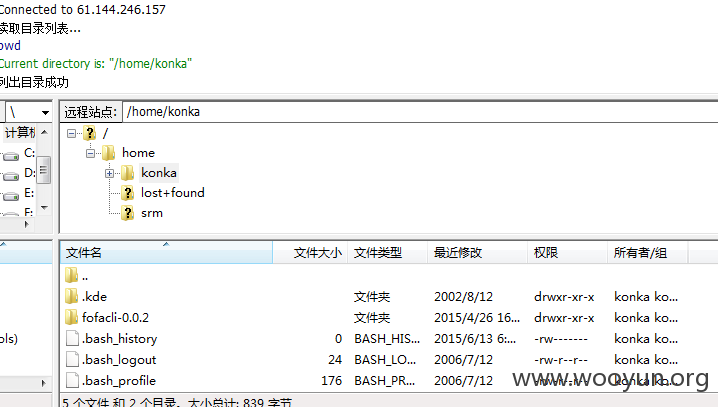 Connected to 61.144.246.157
读取目录列表...
pwd
Current directory is: "/home/konka"
列出目录成功
\ 远程站点: /home/konka
计算机 /
C: home
D: konka
E: lost+found
F: srm
文件名 文件大小 文件类型 最近修改 权限 所有者/组
..
.kde 文件夹 2002/8/12 drwxr-xr-x konka ko...
fofacli-0.0.2 文件夹 2015/4/26 16... drwxr-xr-x konka ko...
ols) .bash_history 0 BASH_HIS... 2015/6/13 6:... -rw------- konka ko...
.bash_logout 24 BASH_LO... 2006/7/12 -rw-r--r-- konka ko...
.bash_profile 176 BASH_PR... 2006/7/12 -rw-r--r-- konka ko...
www.wooyun.org
5 个文件 和 2 个目录。大小总计: 839 字节